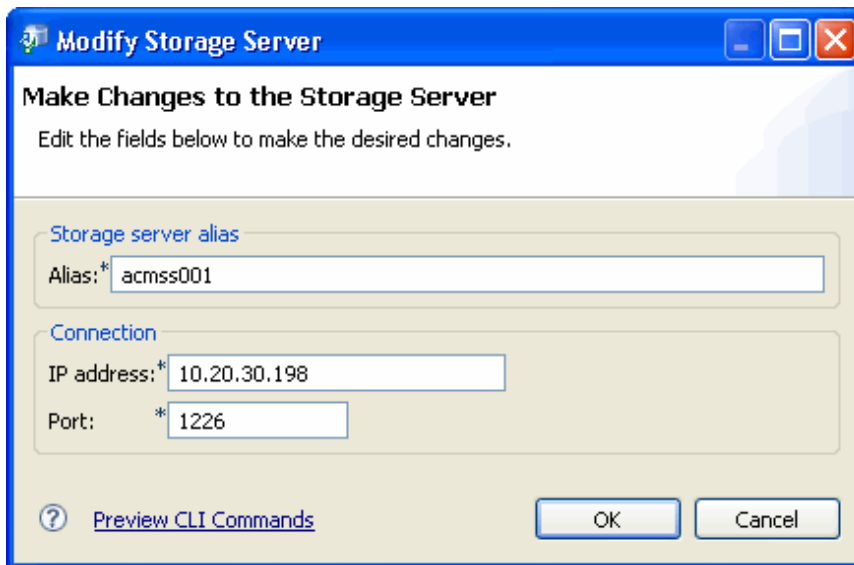 Modify Storage Server
Make Changes to the Storage Server
Edit the fields below to make the desired changes.
Storage server alias
Alias:* acmss001
Connection
IP address:* 10.20.30.198
Port: * 1226
? Preview CLI Commands OK Cancel